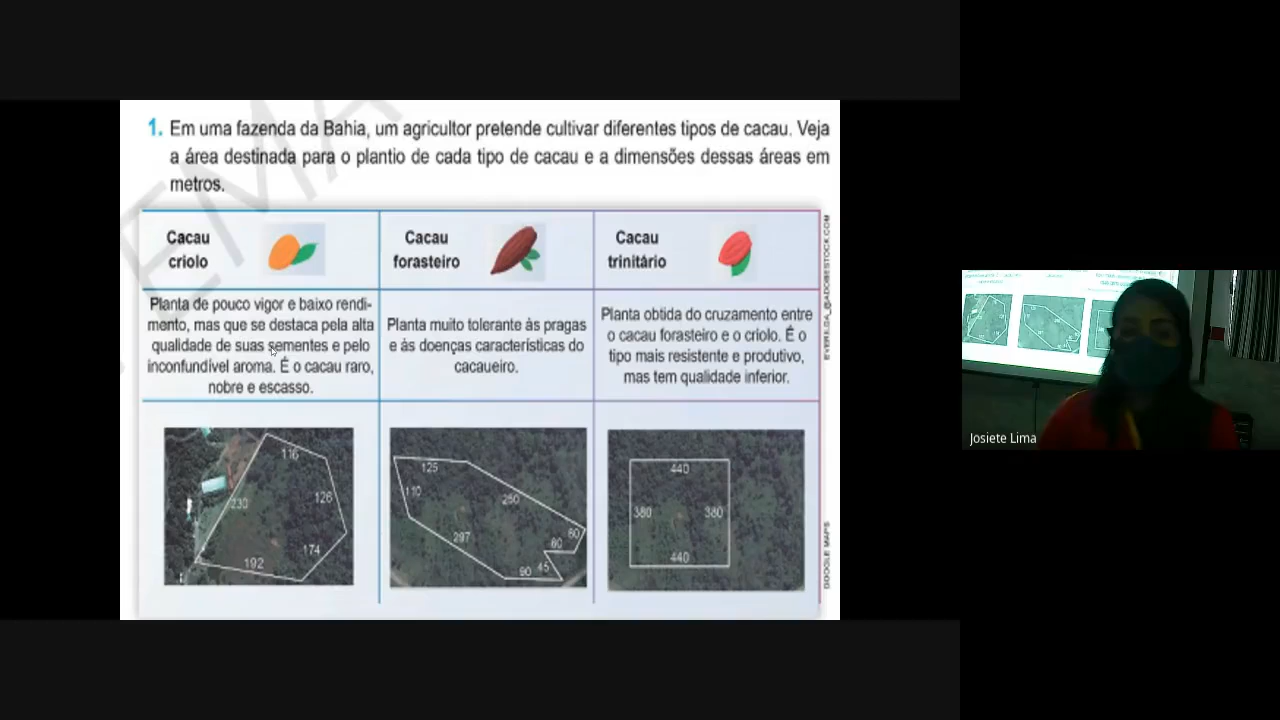 1. Em uma fazenda da Bahia, um agricultor pretende cultivar diferentes tipos de cacau. Veja
a área destinada para o plantio de cada tipo de cacau e a dimensões dessas áreas em
metros.
Cacau
criolo
Cacau
forasteiro
Cacau
trinitário
Planta de pouco vigor e baixo rendi-
mento, mas que se destaca pela alta
qualidade de suas sementes e pelo
inconfundível aroma. É o cacau raro,
nobre e escasso.
Planta muito tolerante às pragas
e às doenças características do
cacaueiro.
Planta obtida do cruzamento entre
o cacau forasteiro e o criolo. É o
tipo mais resistente e produtivo,
mas tem qualidade inferior.
116
126
230
174
192
125
110
250
297
60
60
45
90
440
380
380
440
GOOGLE MAPS
Josiete Lima